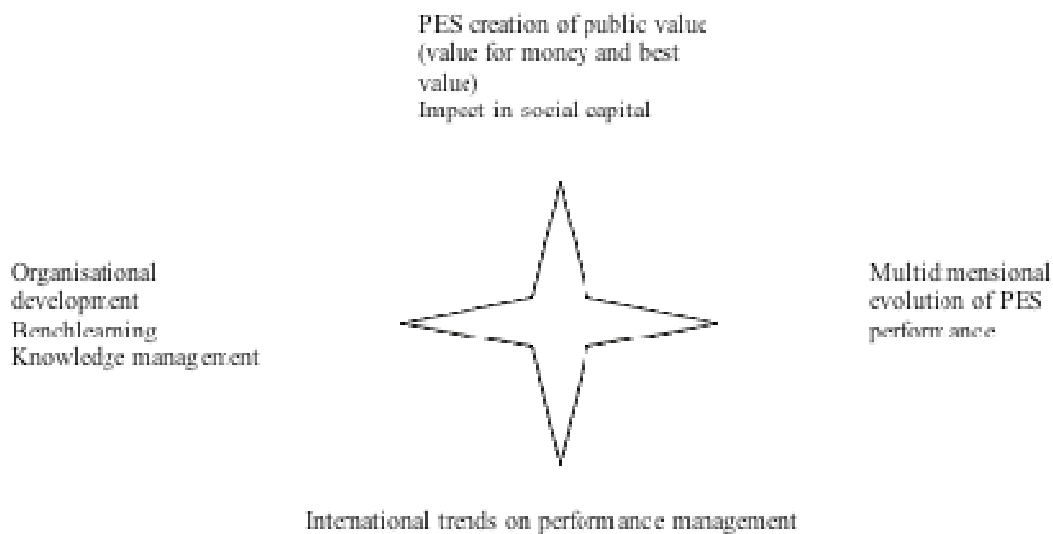 PES creation of public value
(value for money and best
value)
Impact in social capital
Organisational
development
Benchlearning
Knowledge management
Multidimensional
evolution of PES
performance
International trends on performance management